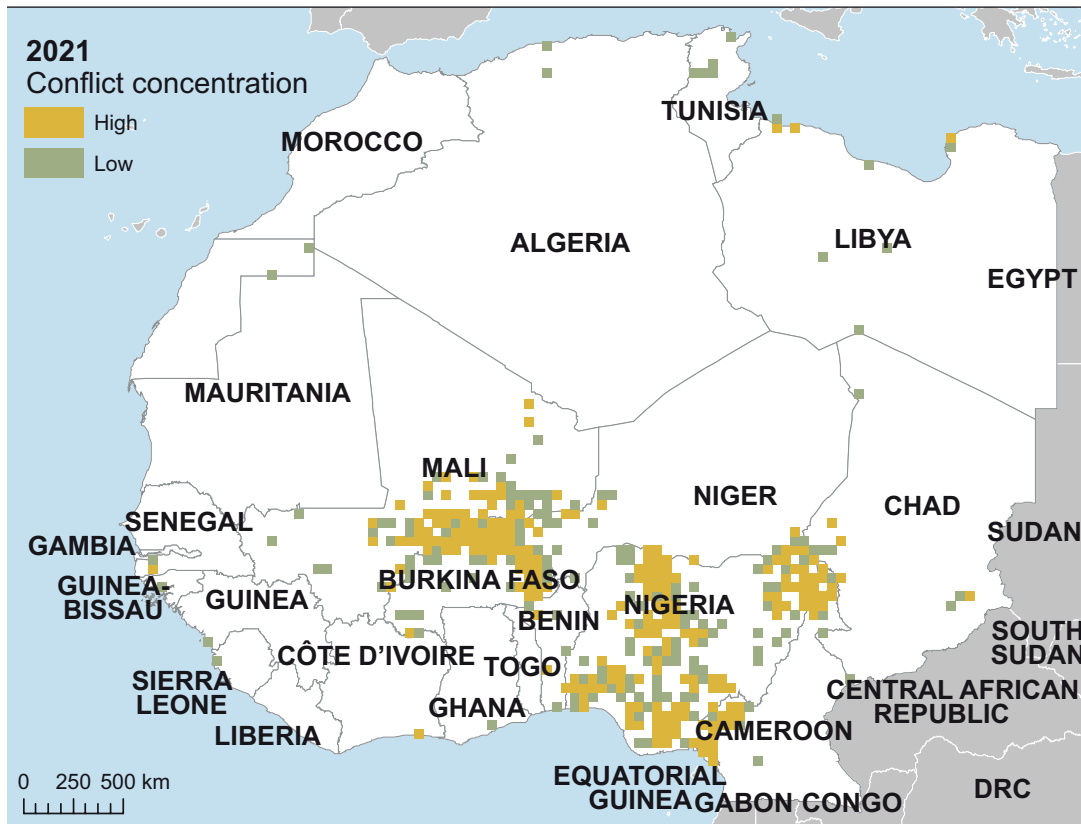 2021
Conflict concentration
High
Low
MOROCCO
TUNISIA
ALGERIA
LIBYA
EGYPT
MAURITANIA
MALI
NIGER
CHAD
SUDAN
SENEGAL
GAMBIA
GUINEA-
BISSAU
GUINEA
BURKINA FASO
BENIN
NIGERIA
SOUTH
SUDAN
CÔTE D'IVOIRE
TOGO
SIERRA
LEONE
GHANA
LIBERIA
CENTRAL AFRICAN
REPUBLIC
CAMEROON
EQUATORIAL
GUINEA
GABON
CONGO
DRC
0 250 500 km